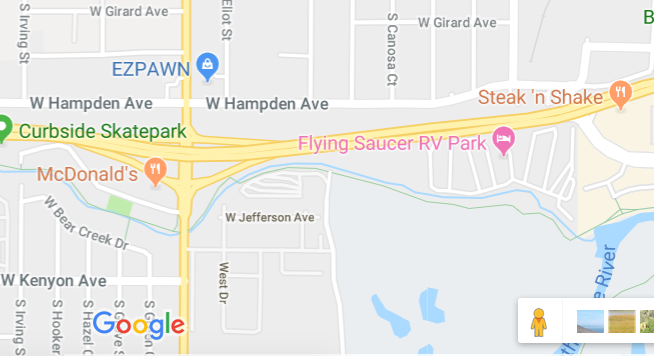 W Girard Ave
S Irving St
Eliot St
S Canosa Ct
W Girard Ave
B
EZPAWN
W Hampden Ave
W Hampden Ave
Steak 'n Shake
Curbside Skatepark
Flying Saucer RV Park
McDonald's
W Bear Creek Dr
W Jefferson Ave
W Kenyon Ave
West Dr
S Irving S
S Hooker
S Hazel C
S Grove S
Google
River